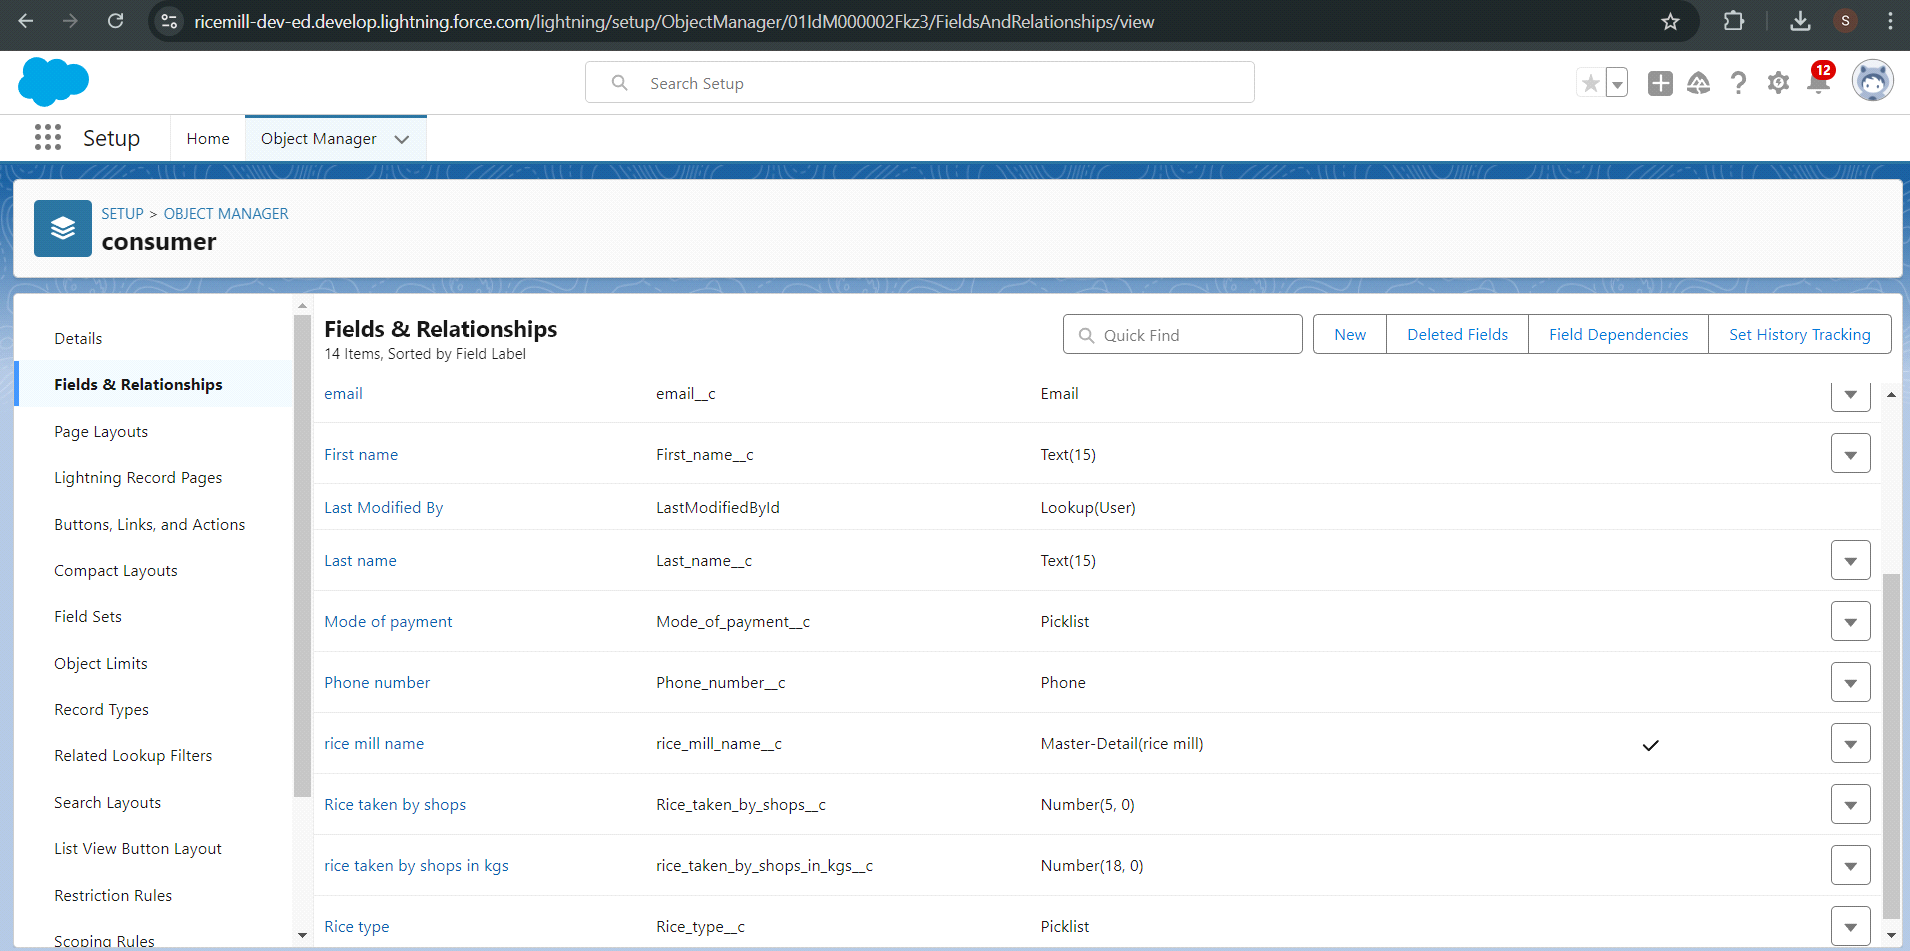 ricemill-dev-ed.develop.lightning.force.com/lightning/setup/ObjectManager/01IdM000002Fkz3/FieldsAndRelationships/view
S
Search Setup
12
Setup
Home
Object Manager
SETUP > OBJECT MANAGER
consumer
Details
Fields & Relationships
Page Layouts
Lightning Record Pages
Buttons, Links, and Actions
Compact Layouts
Field Sets
Object Limits
Record Types
Related Lookup Filters
Search Layouts
List View Button Layout
Restriction Rules
Scoping Rules
Fields & Relationships
14 Items, Sorted by Field Label
Quick Find
New
Deleted Fields
Field Dependencies
Set History Tracking
email email__c Email
First name First_name__c Text(15)
Last Modified By LastModifiedById Lookup(User)
Last name Last_name__c Text(15)
Mode of payment Mode_of_payment__c Picklist
Phone number Phone_number__c Phone
rice mill name rice_mill_name__c Master-Detail(rice mill)
Rice taken by shops Rice_taken_by_shops__c Number(5, 0)
rice taken by shops in kgs rice_taken_by_shops_in_kgs__c Number(18, 0)
Rice type Rice_type__c Picklist